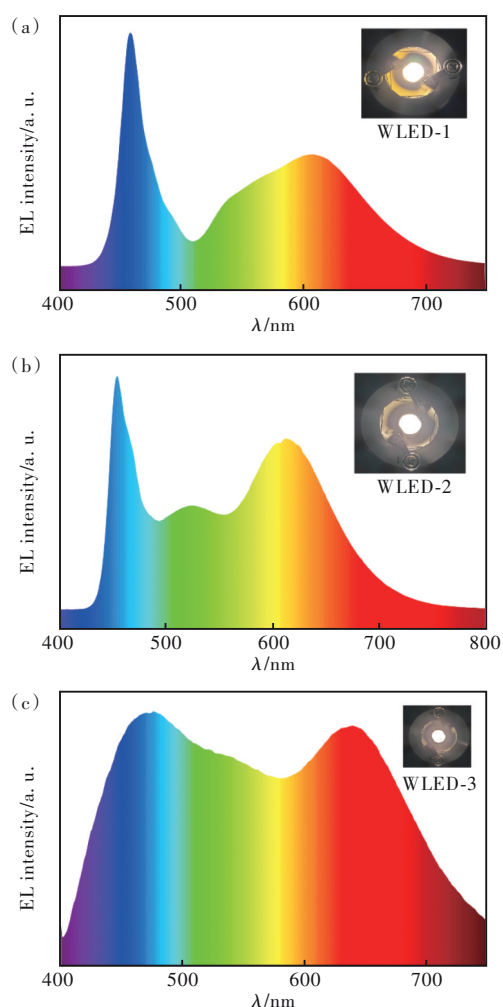 (a)
WLED-1
EL intensity/a. u.
400 500 600 700
λ/nm
(b)
WLED-2
EL intensity/a. u.
400 500 600 700 800
λ/nm
(c)
WLED-3
EL intensity/a. u.
400 500 600 700
λ/nm